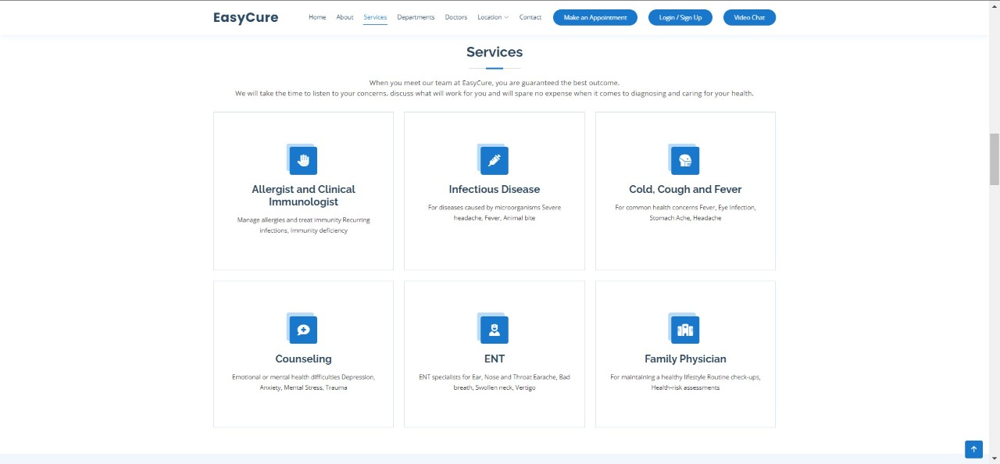 EasyCure
Home About Services Departments Doctors Location Contact Make an Appointment Login / Sign Up Video Chat
Services
When you meet our team at EasyCure, you are guaranteed the best outcome.
We will take the time to listen to your concerns, discuss what will work for you and will spare no expense when it comes to diagnosing and caring for your health.
Allergist and Clinical
Immunologist
Manage allergies and treat immunity Recurring
infections, Immunity deficiency
Infectious Disease
For diseases caused by microorganisms Severe
headache, Fever, Animal bite
Cold, Cough and Fever
For common health concerns Fever, Eye Infection,
Stomach Ache, Headache
Counseling
Emotional or mental health difficulties Depression,
Anxiety, Mental Stress, Trauma
ENT
ENT specialists for Ear, Nose and Throat Earache, Bad
breath, Swollen neck, Vertigo
Family Physician
For maintaining a healthy lifestyle Routine check-ups,
Health-risk assessments